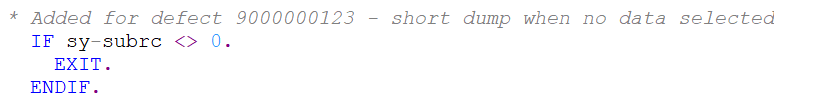 * Added for defect 9000000123 - short dump when no data selected
IF sy-subrc <> 0.
EXIT.
ENDIF.